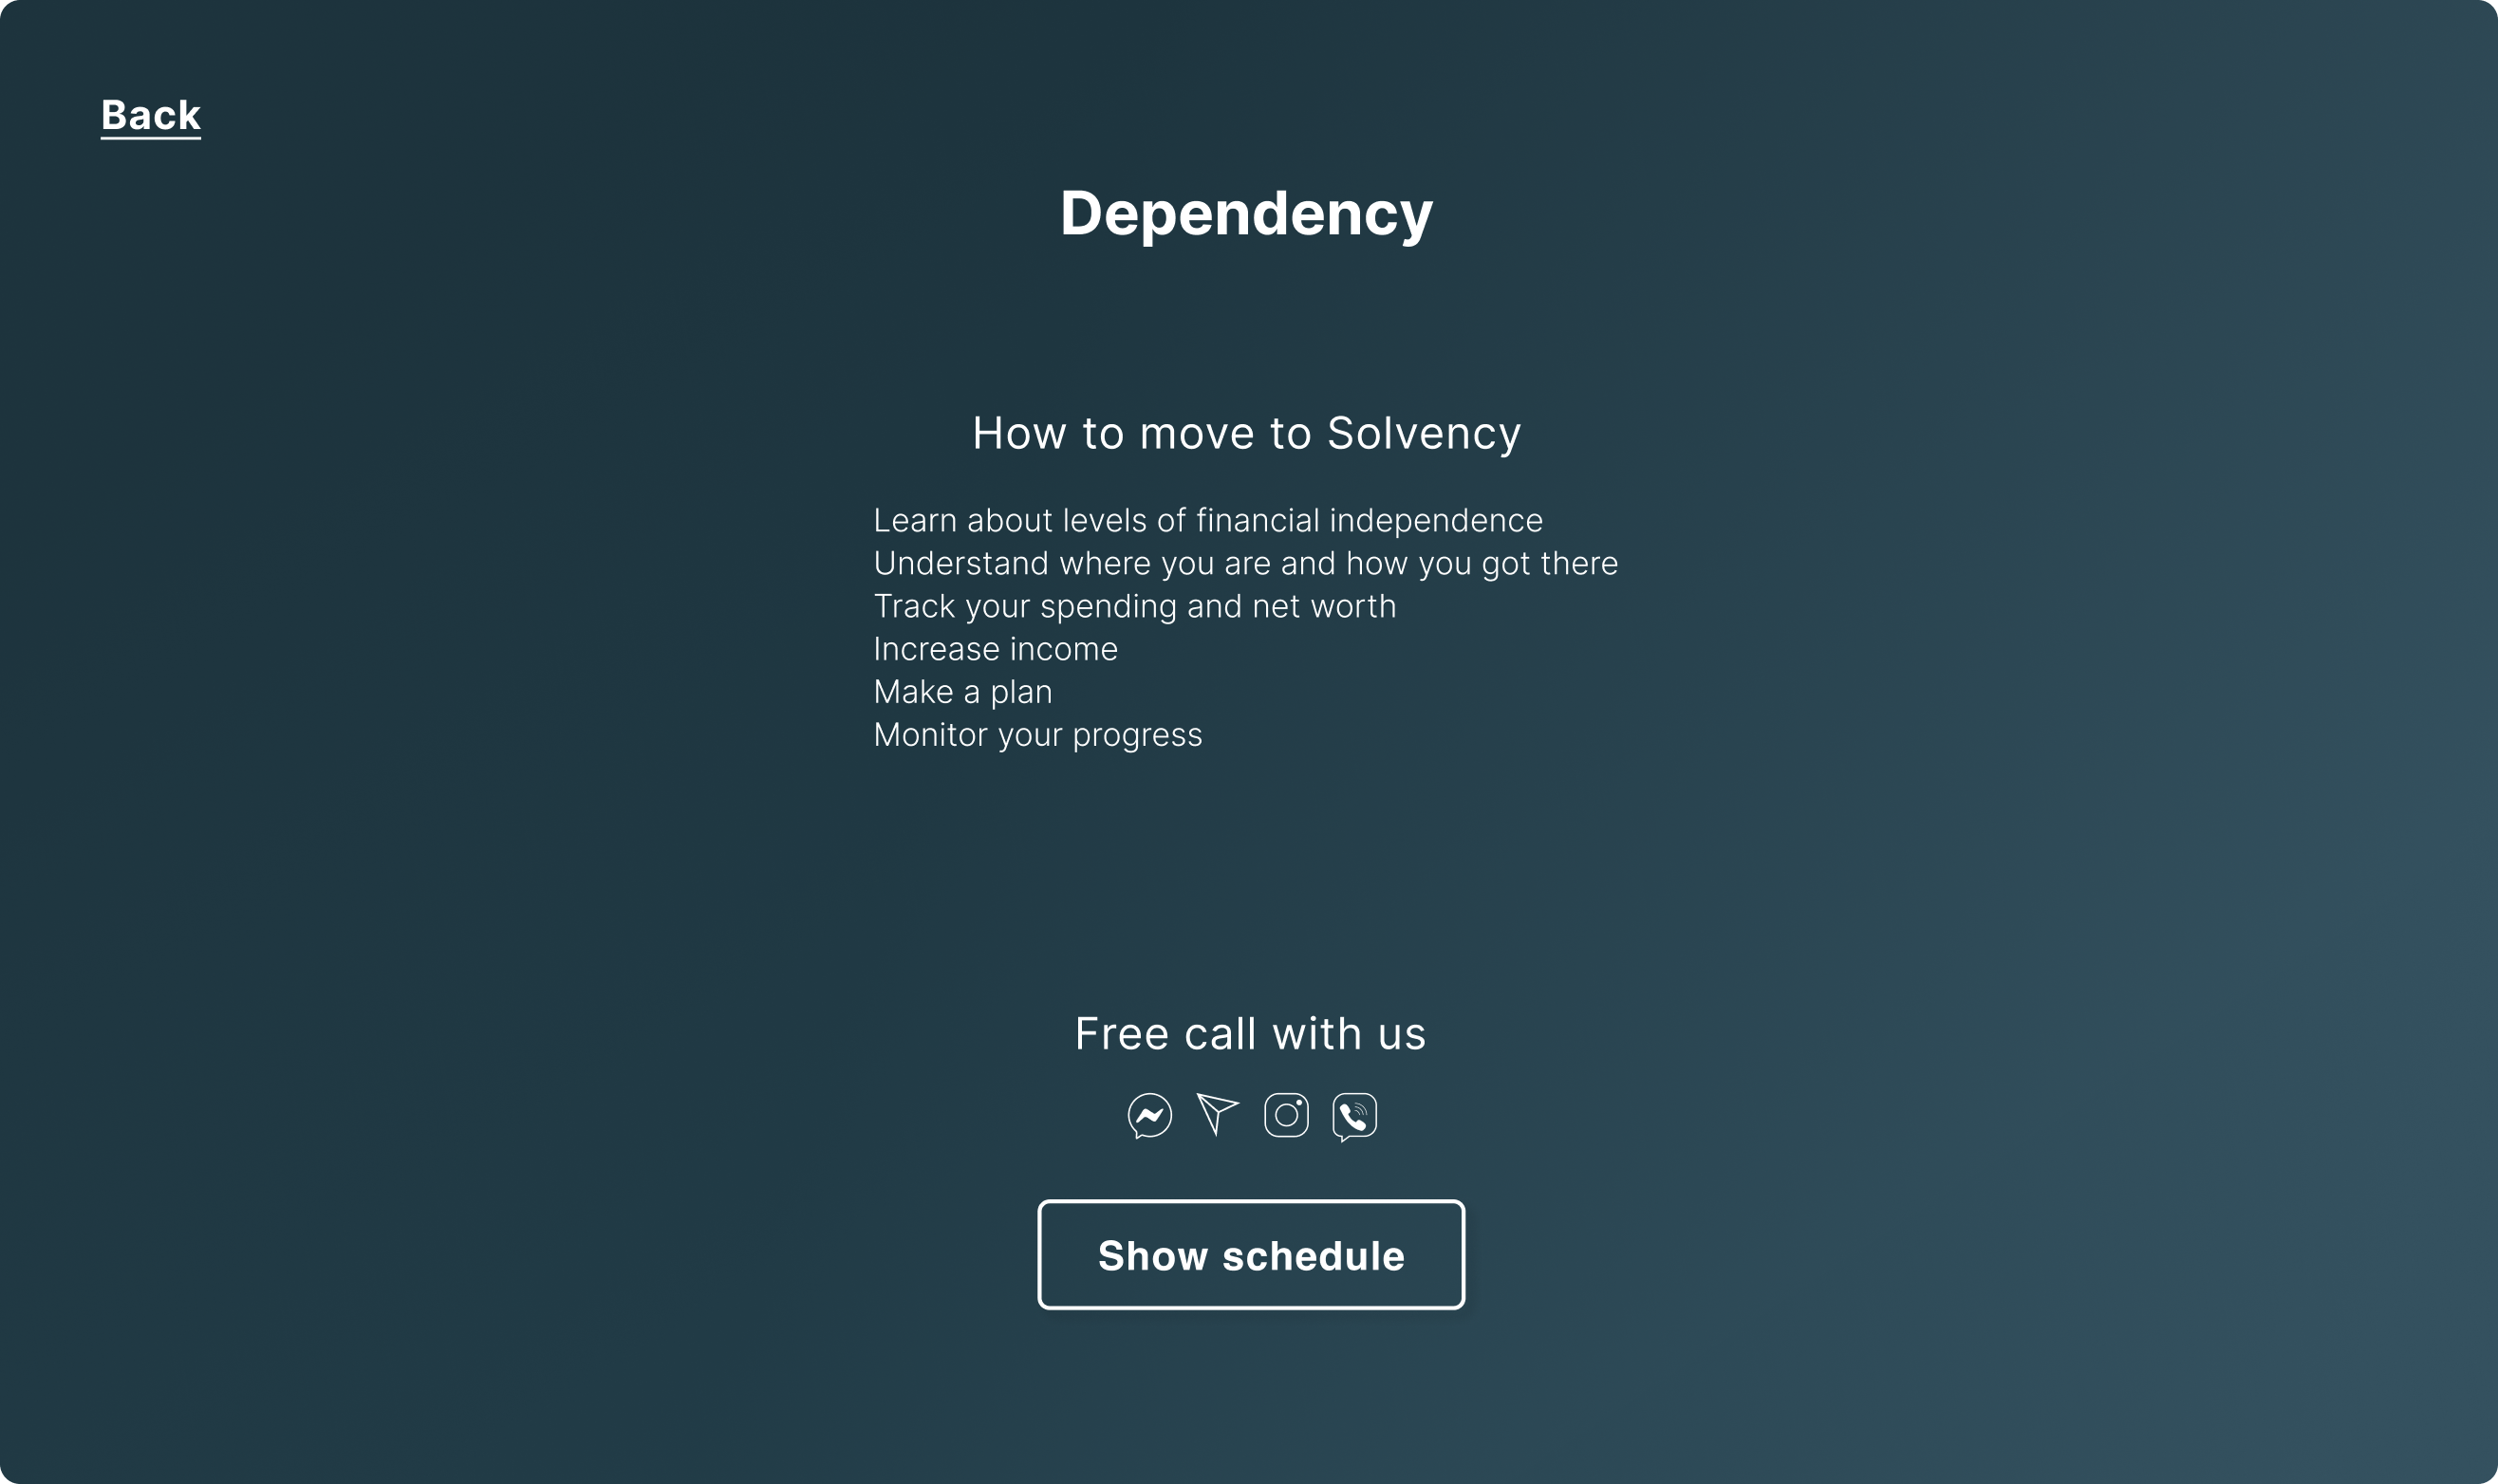 Back
Dependency
How to move to Solvency
Learn about levels of financial independence
Understand where you are and how you got there
Track your spending and net worth
Increase income
Make a plan
Monitor your progress
Free call with us
Show schedule